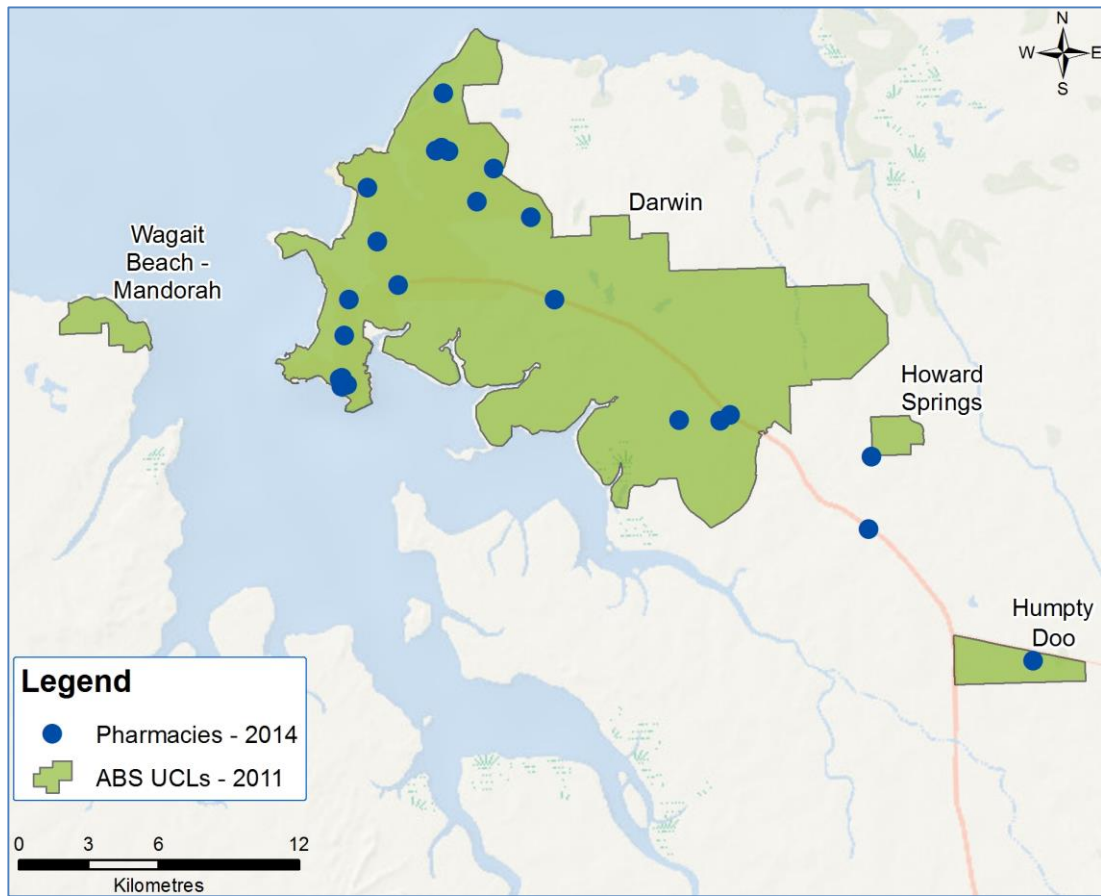 N
W E
S
Darwin
Wagait
Beach -
Mandorah
Howard
Springs
Humpty
Doo
Legend
Pharmacies - 2014
ABS UCLs - 2011
0 3 6 12
Kilometres